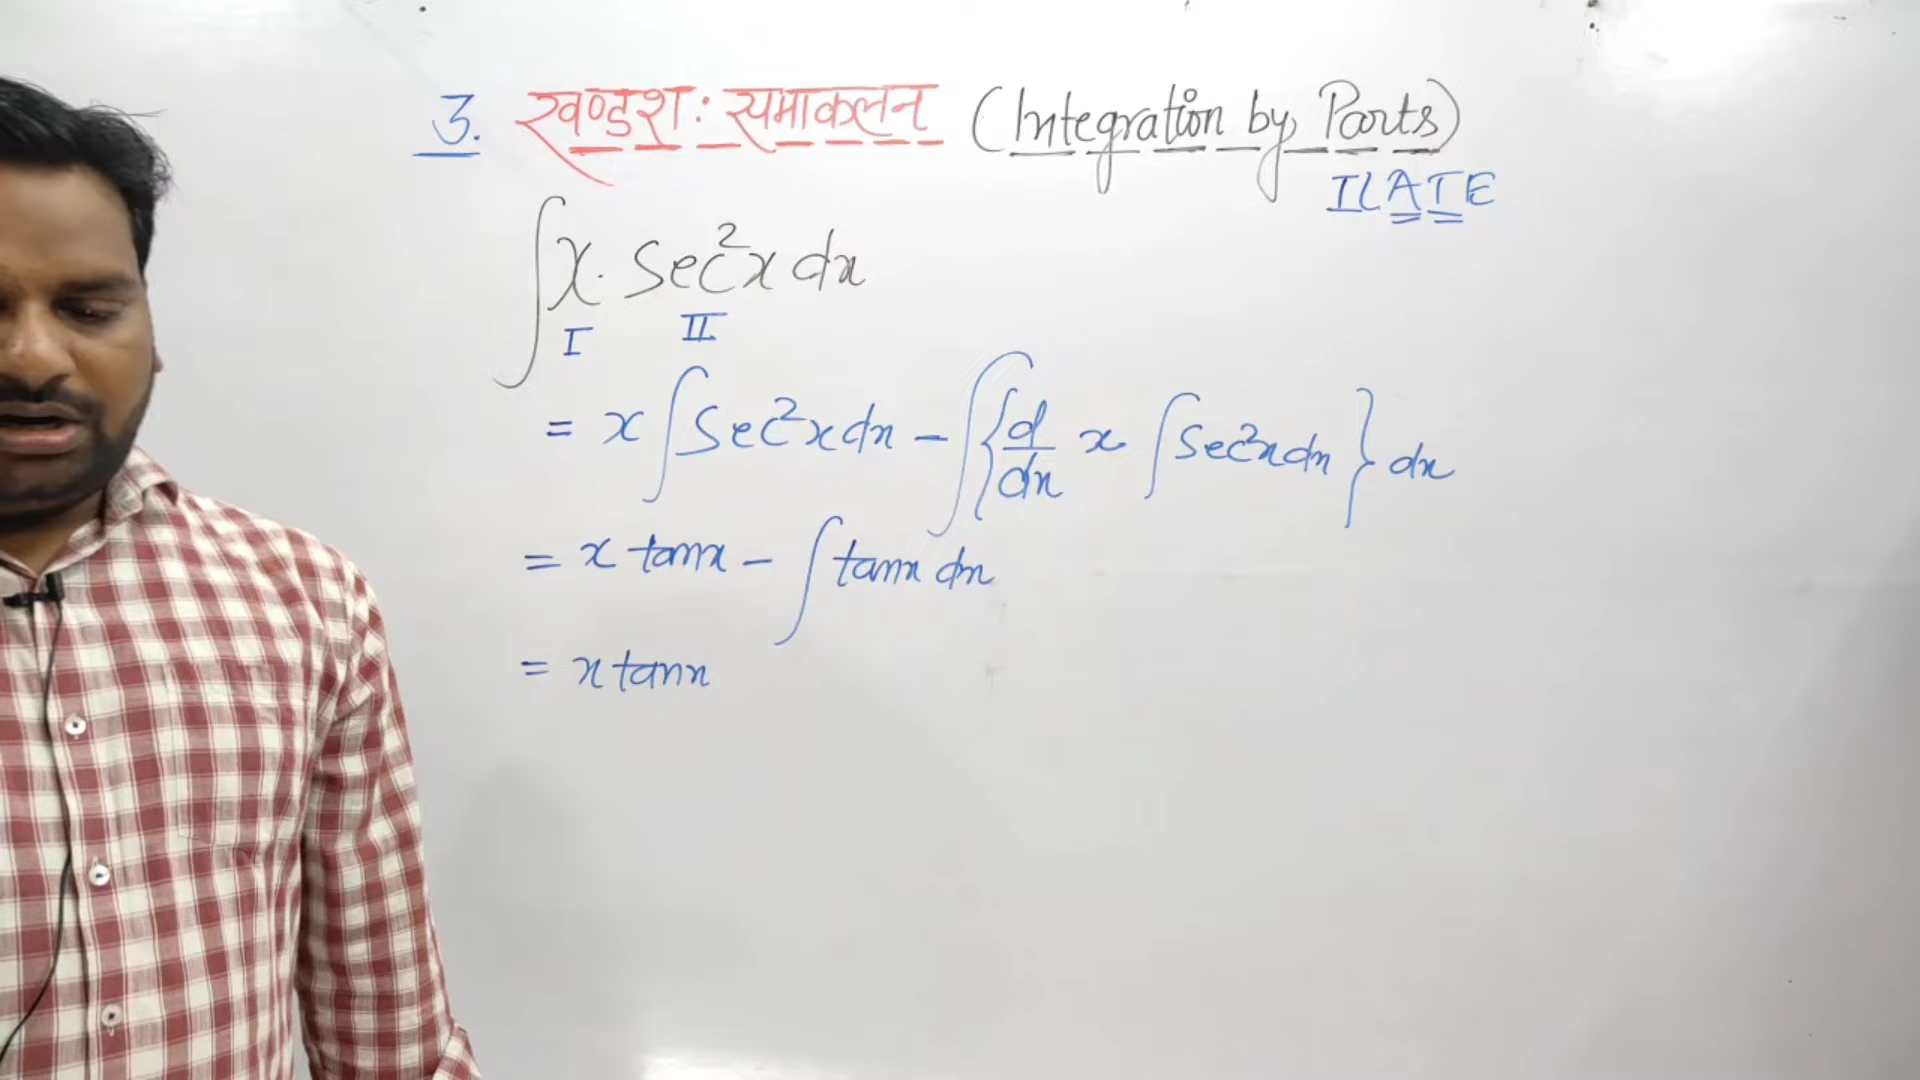 3. खण्डशः समाकलन (Integration by Parts)
ILATE
∫x. Sec²x dx
I II
= x ∫Sec²x dx - ∫{d/dx x ∫Sec²x dx} dx
= x tanx - ∫tanx dx
= x tanx